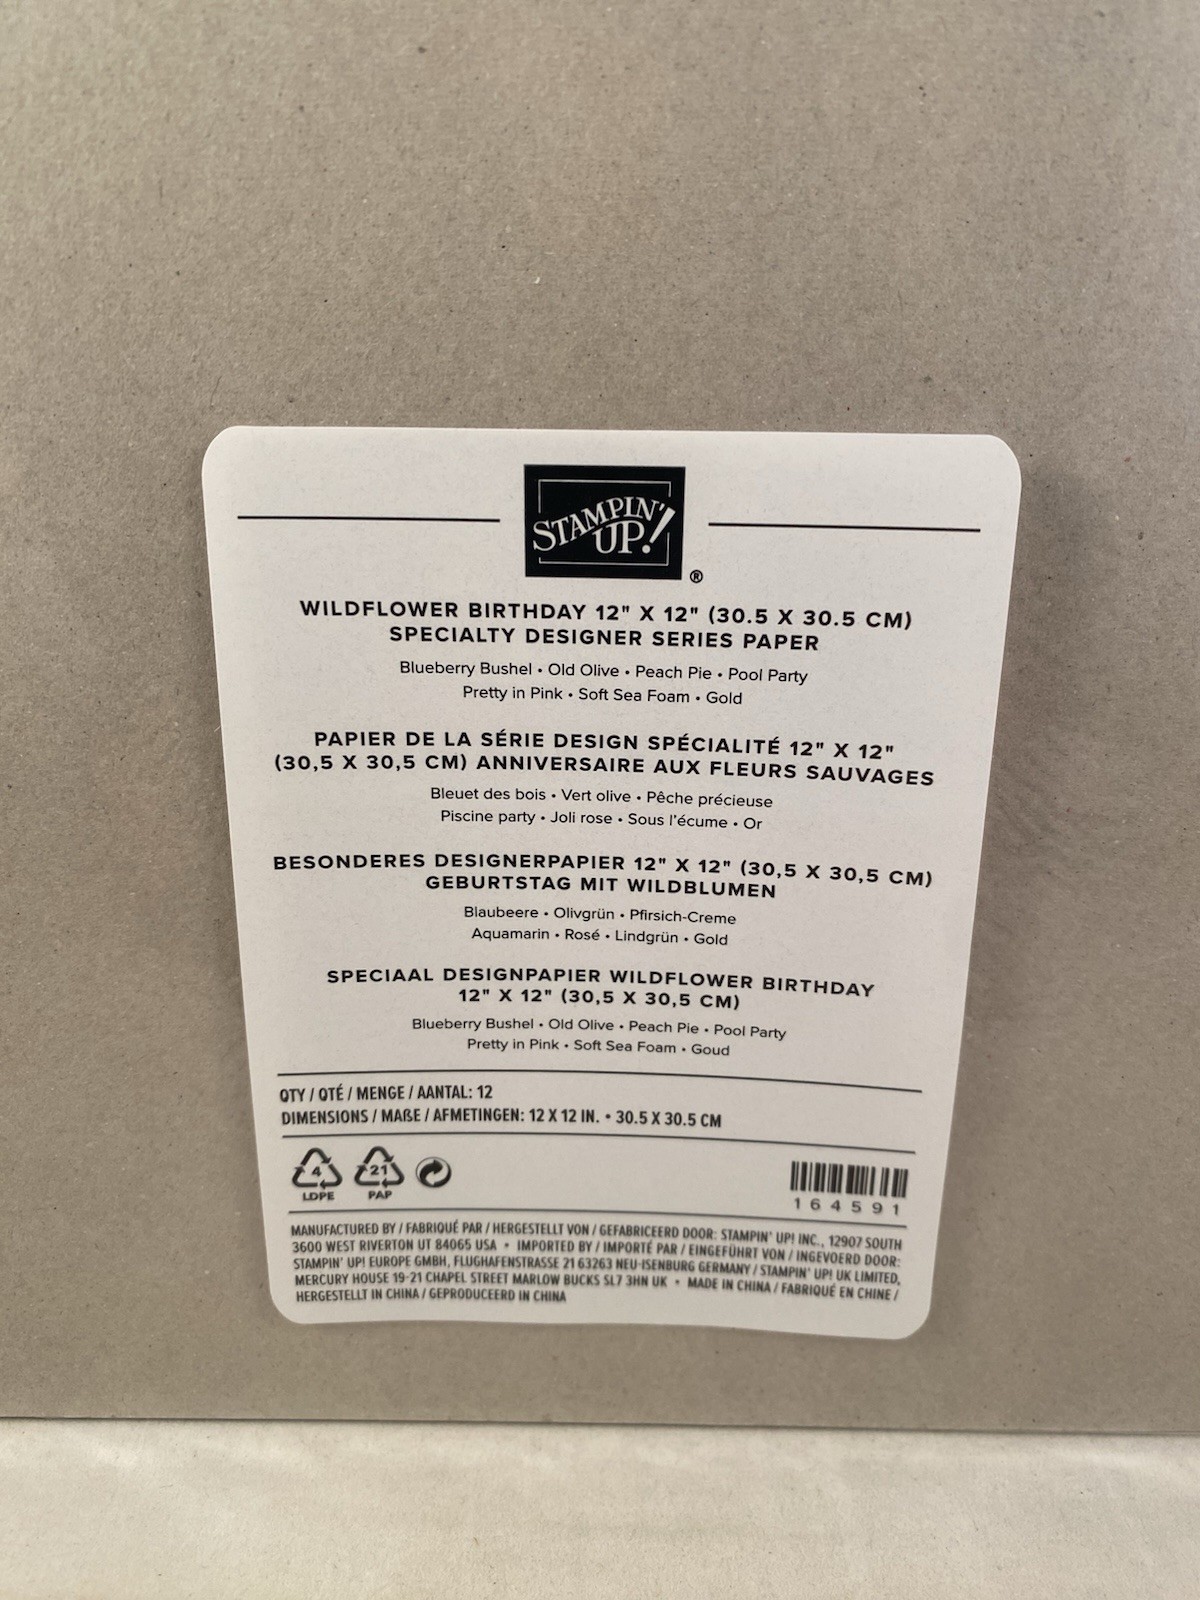 STAMPIN' UP!®
WILDFLOWER BIRTHDAY 12" X 12" (30.5 X 30.5 CM)
SPECIALTY DESIGNER SERIES PAPER
Blueberry Bushel • Old Olive • Peach Pie • Pool Party
Pretty in Pink • Soft Sea Foam • Gold
PAPIER DE LA SÉRIE DESIGN SPÉCIALITÉ 12" X 12"
(30,5 X 30,5 CM) ANNIVERSAIRE AUX FLEURS SAUVAGES
Bleuet des bois • Vert olive • Pêche précieuse
Piscine party • Joli rose • Sous l'écume • Or
BESONDERES DESIGNERPAPIER 12" X 12" (30,5 X 30,5 CM)
GEBURTSTAG MIT WILDBLUMEN
Blaubeere • Olivgrün • Pfirsich-Creme
Aquamarin • Rosé • Lindgrün • Gold
SPECIAAL DESIGNPAPIER WILDFLOWER BIRTHDAY
12" X 12" (30,5 X 30,5 CM)
Blueberry Bushel • Old Olive • Peach Pie • Pool Party
Pretty in Pink • Soft Sea Foam • Goud
QTY / QTÉ / MENGE / AANTAL: 12
DIMENSIONS / MAßE / AFMETINGEN: 12 X 12 IN. • 30.5 X 30.5 CM
4 21
LDPE PAP
164591
MANUFACTURED BY / FABRIQUÉ PAR / HERGESTELLT VON / GEFABRICEERD DOOR: STAMPIN' UP! INC., 12907 SOUTH
3600 WEST RIVERTON UT 84065 USA • IMPORTED BY / IMPORTÉ PAR / EINGEFÜHRT VON / INGEVOERD DOOR:
STAMPIN' UP! EUROPE GMBH, FLUGHAFENSTRASSE 21 63263 NEU-ISENBURG GERMANY / STAMPIN' UP! UK LIMITED,
MERCURY HOUSE 19-21 CHAPEL STREET MARLOW BUCKS SL7 3HN UK • MADE IN CHINA / FABRIQUÉ EN CHINE /
HERGESTELLT IN CHINA / GEPRODUCEERD IN CHINA